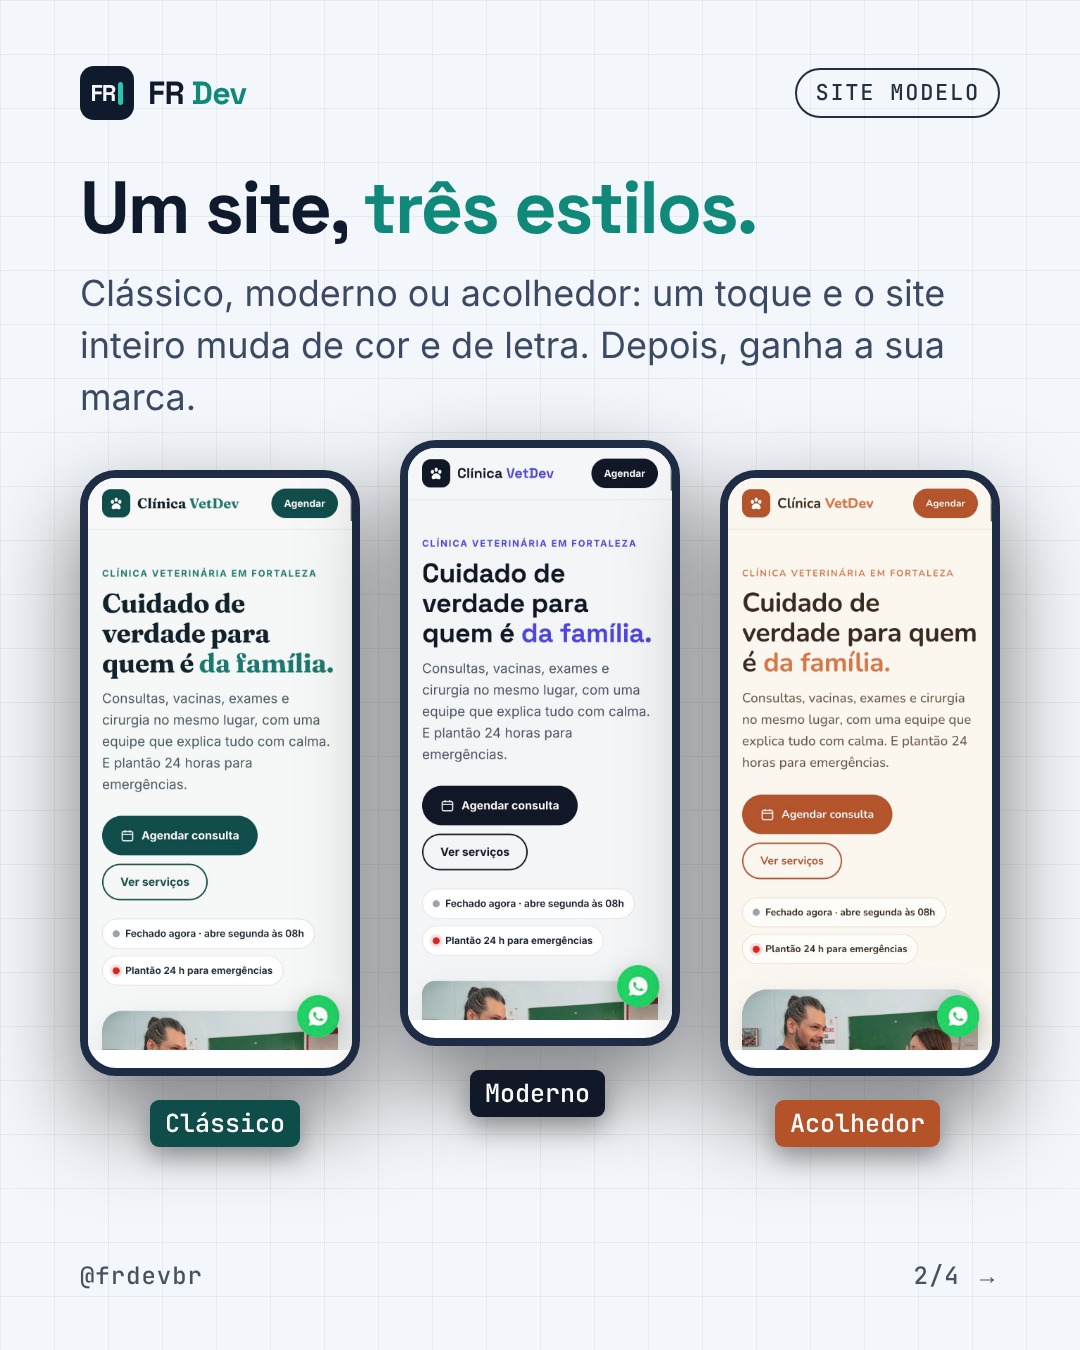 FR
FR Dev
SITE MODELO
Um site, três estilos.
Clássico, moderno ou acolhedor: um toque e o site
inteiro muda de cor e de letra. Depois, ganha a sua
marca.
Clínica VetDev
Agendar
CLÍNICA VETERINÁRIA EM FORTALEZA
Cuidado de
verdade para
quem é da família.
Consultas, vacinas, exames e
cirurgia no mesmo lugar, com uma
equipe que explica tudo com calma.
E plantão 24 horas para
emergências.
Agendar consulta
Ver serviços
Fechado agora · abre segunda às 08h
Plantão 24 h para emergências
Clássico
Clínica VetDev
Agendar
CLÍNICA VETERINÁRIA EM FORTALEZA
Cuidado de
verdade para
quem é da família.
Consultas, vacinas, exames e
cirurgia no mesmo lugar, com uma
equipe que explica tudo com calma.
E plantão 24 horas para
emergências.
Agendar consulta
Ver serviços
Fechado agora · abre segunda às 08h
Plantão 24 h para emergências
Moderno
Clínica VetDev
Agendar
CLÍNICA VETERINÁRIA EM FORTALEZA
Cuidado de
verdade para quem
é da família.
Consultas, vacinas, exames e cirurgia
no mesmo lugar, com uma equipe que
explica tudo com calma. E plantão 24
horas para emergências.
Agendar consulta
Ver serviços
Fechado agora · abre segunda às 08h
Plantão 24 h para emergências
Acolhedor
@frdevbr
2/4 →